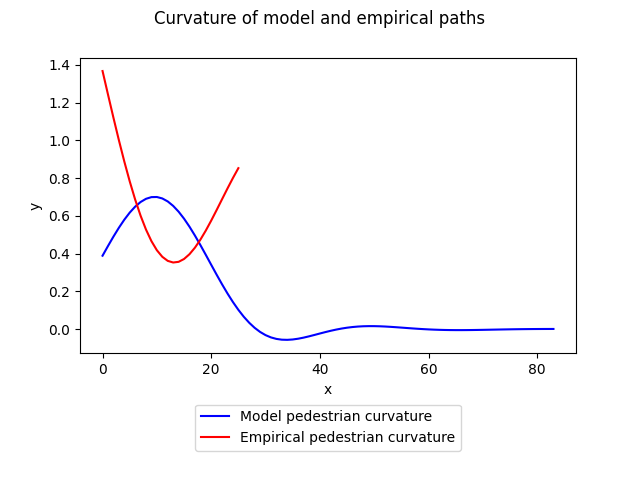 Curvature of model and empirical paths
1.4
1.2
1.0
0.8
0.6
0.4
0.2
0.0
y
0 20 40 60 80
x
Model pedestrian curvature
Empirical pedestrian curvature